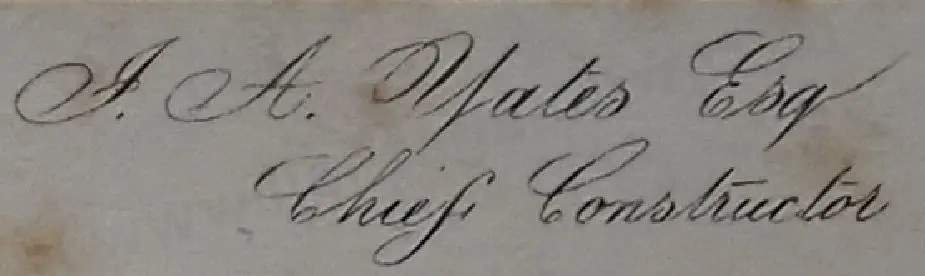 J. A. Yates Esq
Chief Constructor